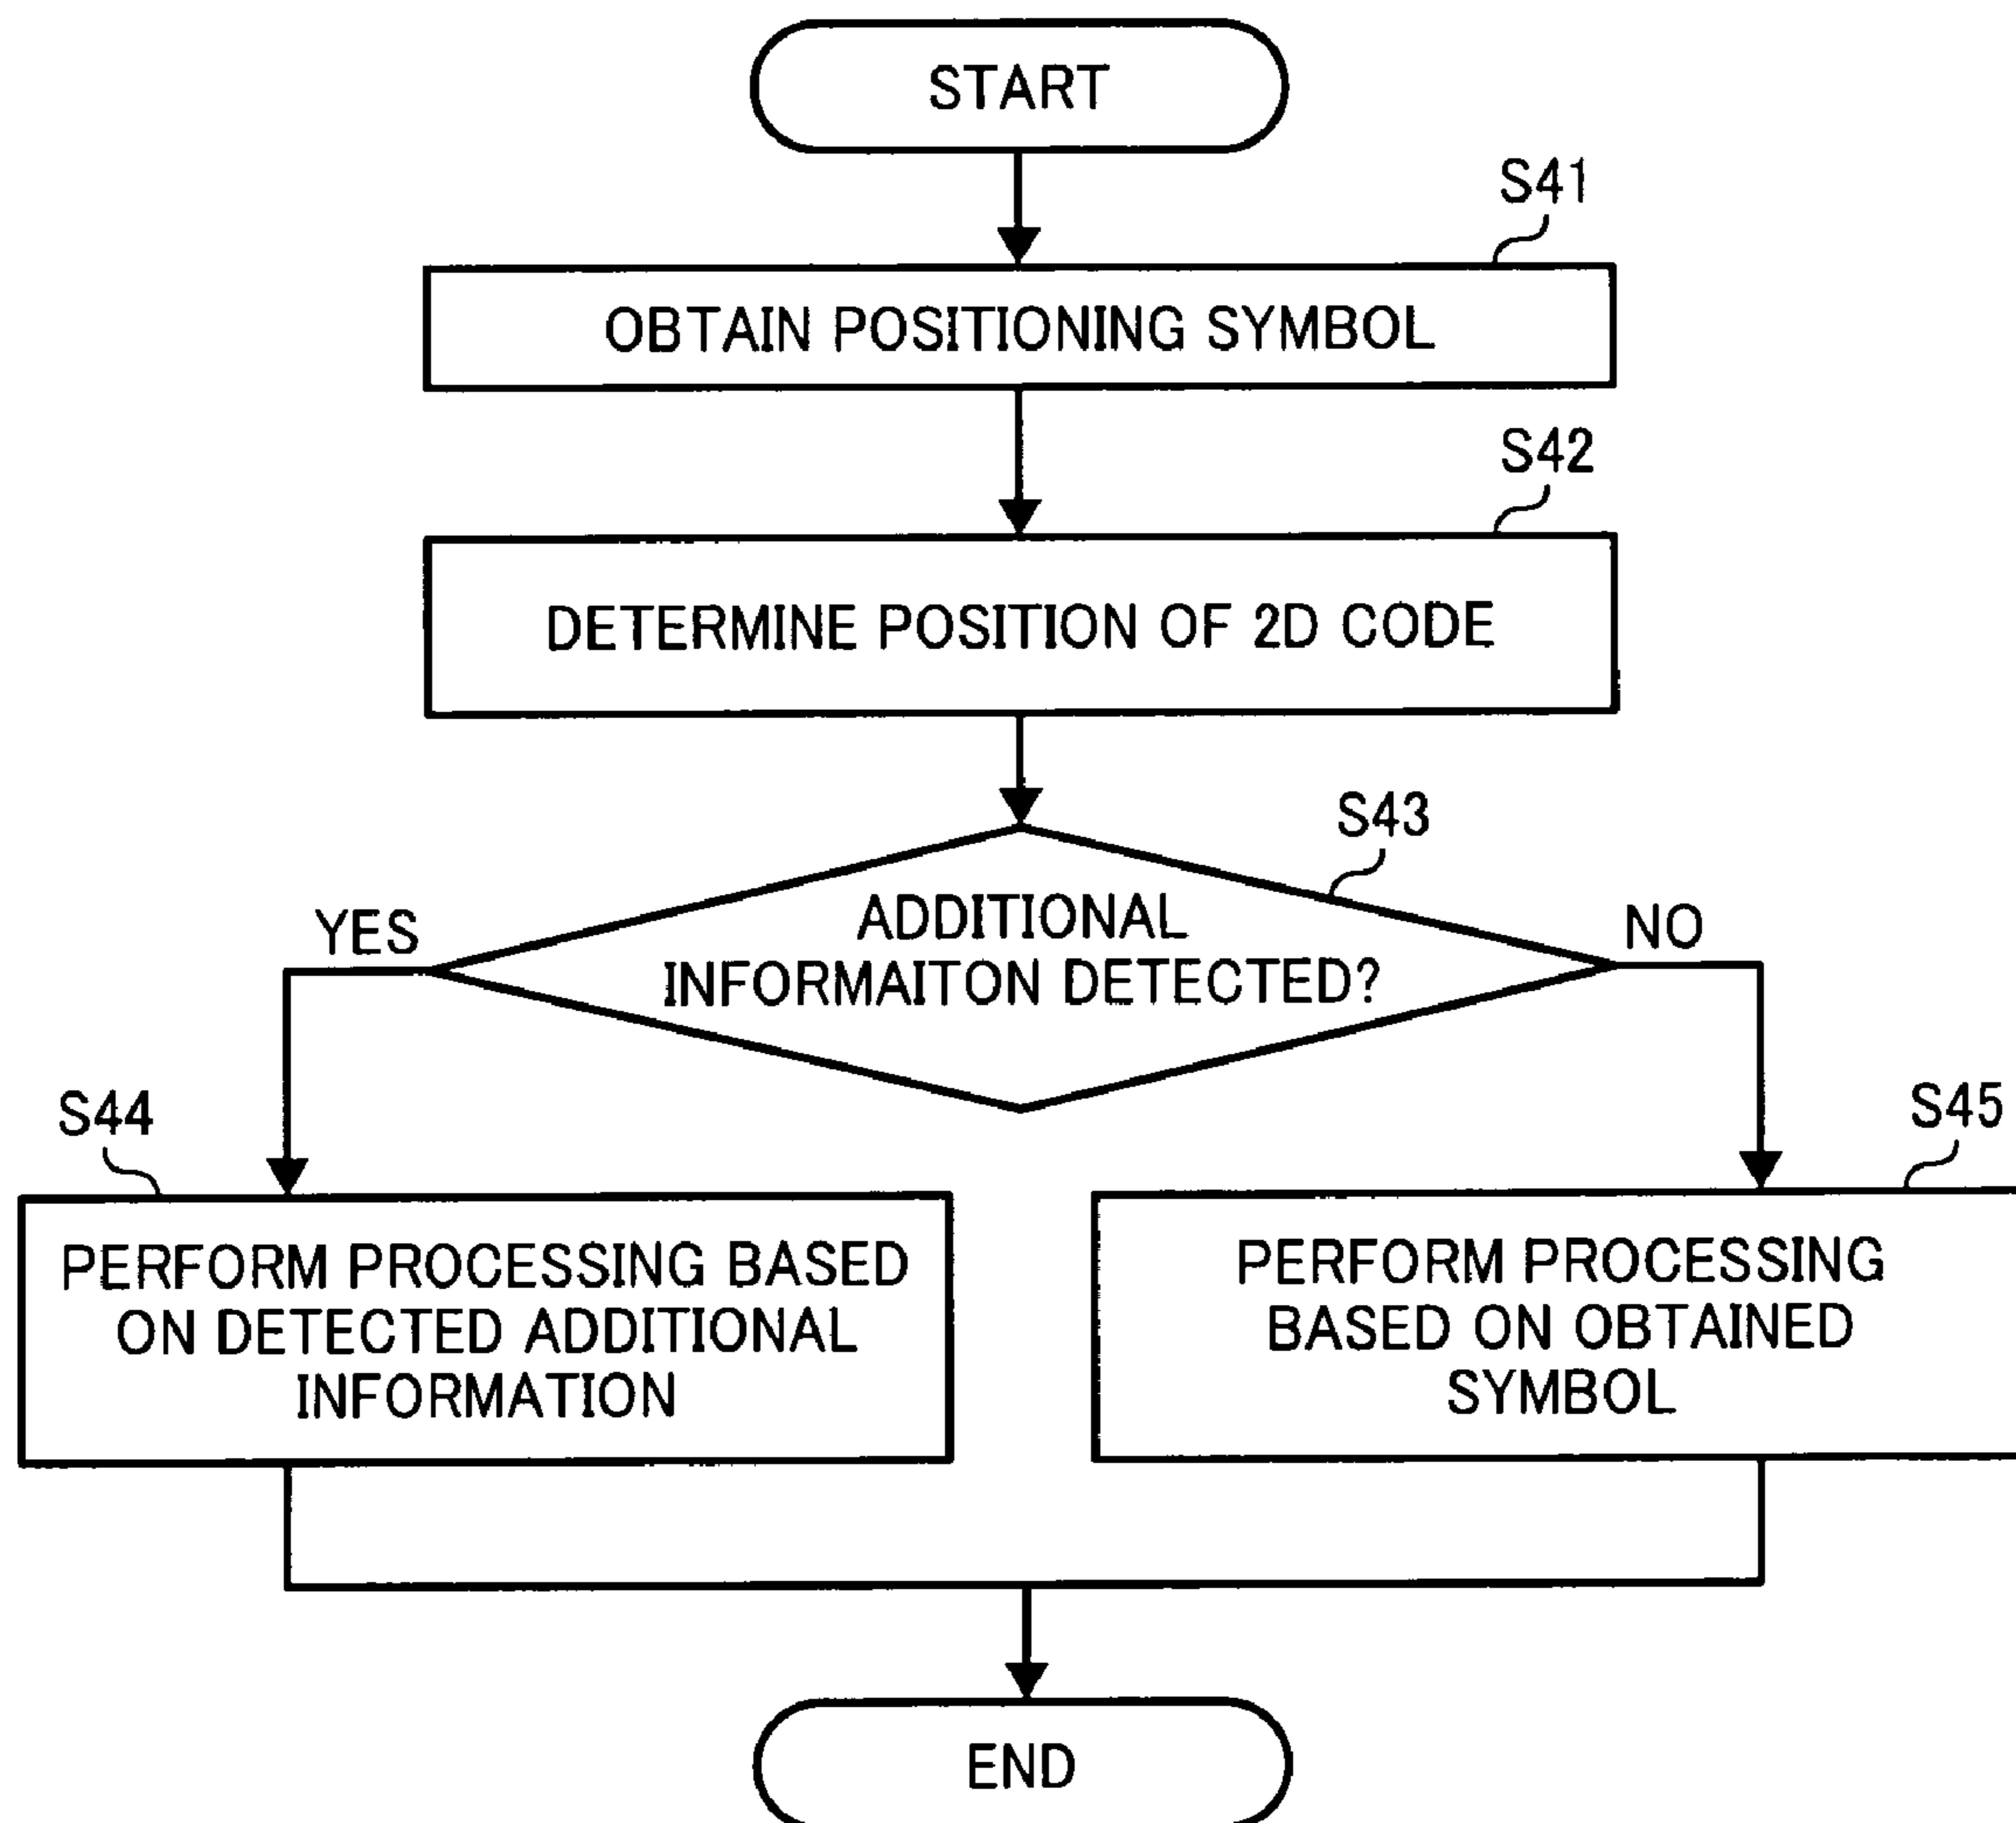 START
S41
OBTAIN POSITIONING SYMBOL
S42
DETERMINE POSITION OF 2D CODE
S43
ADDITIONAL
INFORMAITON DETECTED?
YES
NO
S44
PERFORM PROCESSING BASED
ON DETECTED ADDITIONAL
INFORMATION
S45
PERFORM PROCESSING
BASED ON OBTAINED
SYMBOL
END